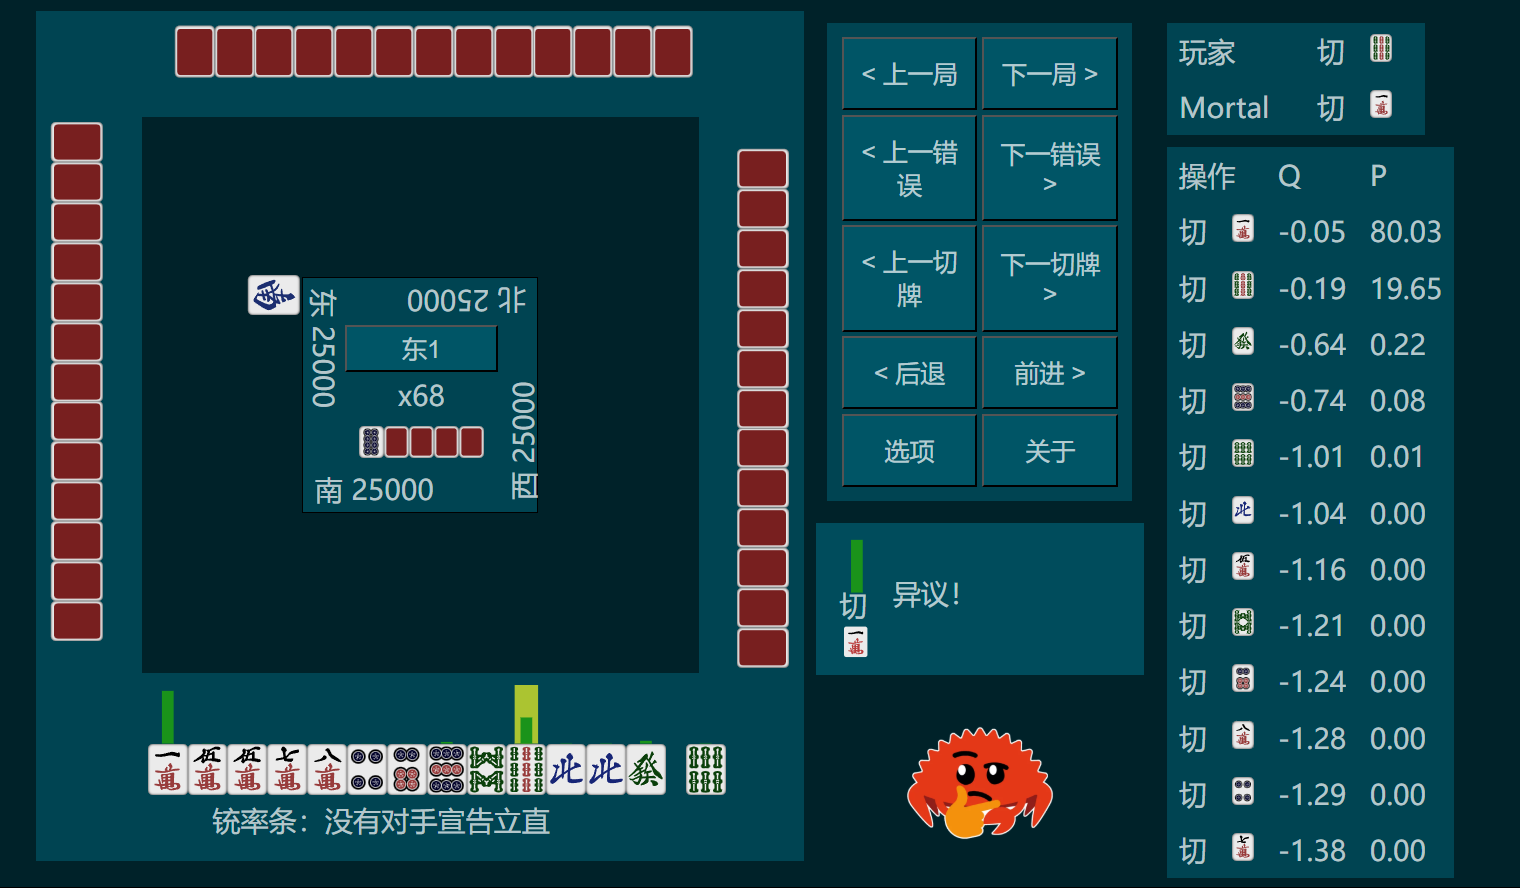 东 25000
北 25000
东1
x68
西 25000
南 25000
铳率条：没有对手宣告立直
< 上一局
下一局 >
< 上一错误
下一错误 >
< 上一切牌
下一切牌 >
< 后退
前进 >
选项
关于
切
异议！
玩家 切
Mortal 切
操作 Q P
切 -0.05 80.03
切 -0.19 19.65
切 -0.64 0.22
切 -0.74 0.08
切 -1.01 0.01
切 -1.04 0.00
切 -1.16 0.00
切 -1.21 0.00
切 -1.24 0.00
切 -1.28 0.00
切 -1.29 0.00
切 -1.38 0.00